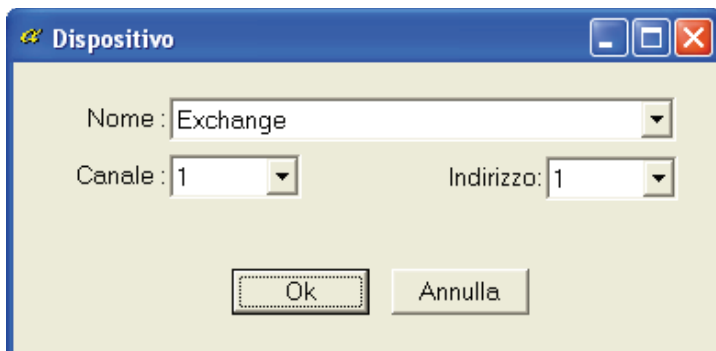 α Dispositivo
Nome : Exchange
Canale : 1 Indirizzo: 1
Ok Annulla